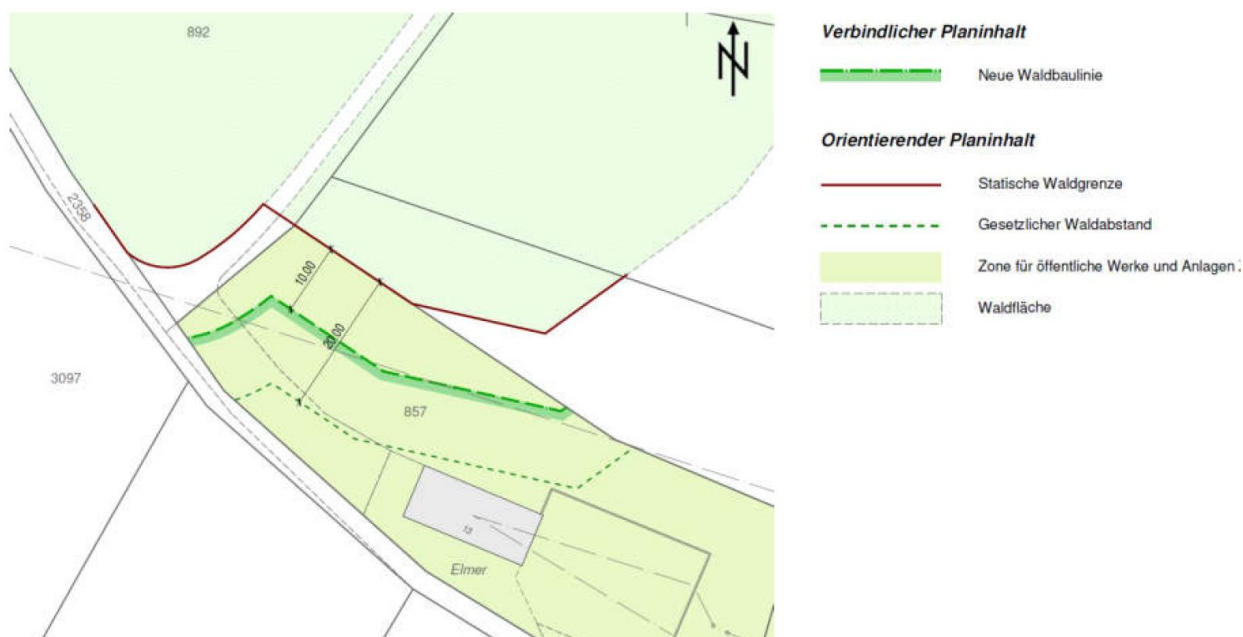 892
N
2358
10.00
20.00
3097
857
13
Elmer
Verbindlicher Planinhalt
Neue Waldbaulinie
Orientierender Planinhalt
Statische Waldgrenze
Gesetzlicher Waldabstand
Zone für öffentliche Werke und Anlagen
Waldfläche